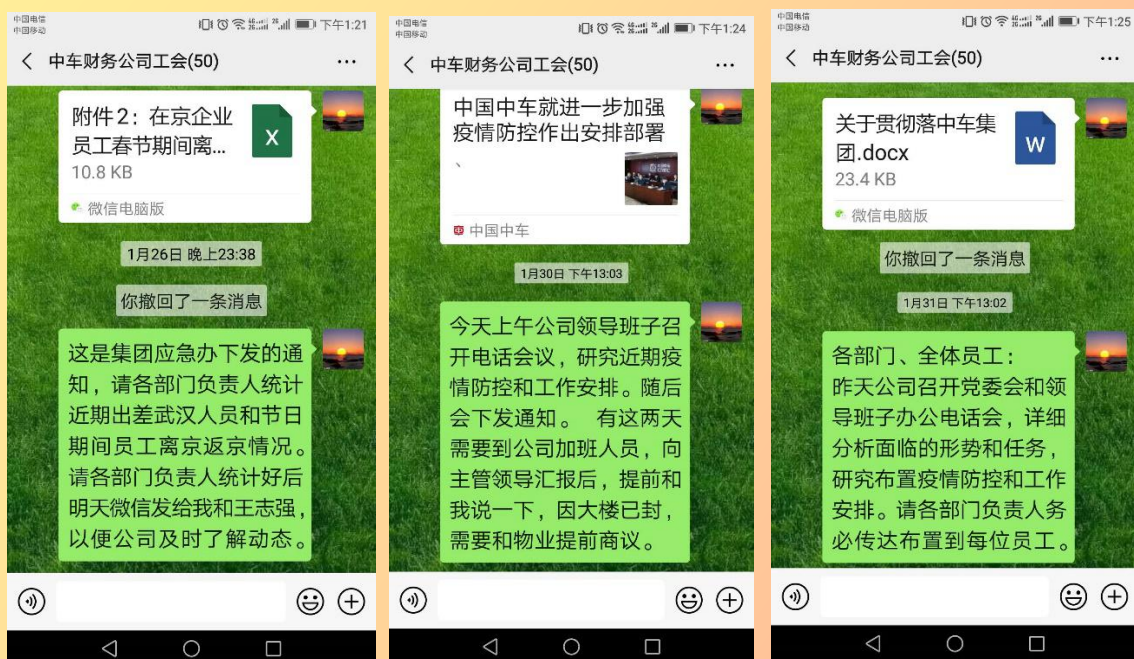 中国电信
中国移动
下午1:21
中车财务公司工会(50)
附件2：在京企业
员工春节期间离...
X
10.8 KB
微信电脑版
1月26日 晚上23:38
你撤回了一条消息
这是集团应急办下发的通
知，请各部门负责人统计
近期出差武汉人员和节日
期间员工离京返京情况。
请各部门负责人统计好后
明天微信发给我和王志强，
以便公司及时了解动态。
中国电信
中国移动
下午1:24
中车财务公司工会(50)
中国中车就进一步加强
疫情防控作出安排部署
、
中国中车
1月30日 下午13:03
今天上午公司领导班子召
开电话会议，研究近期疫
情防控和工作安排。随后
会下发通知。 有这两天
需要到公司加班人员，向
主管领导汇报后，提前和
我说一下，因大楼已封，
需要和物业提前商议。
中国电信
中国移动
下午1:25
中车财务公司工会(50)
关于贯彻落中车集
团.docx
W
23.4 KB
微信电脑版
你撤回了一条消息
1月31日 下午13:02
各部门、全体员工：
昨天公司召开党委会和领
导班子办公电话会，详细
分析面临的形势和任务，
研究布置疫情防控和工作
安排。请各部门负责人务
必传达布置到每位员工。